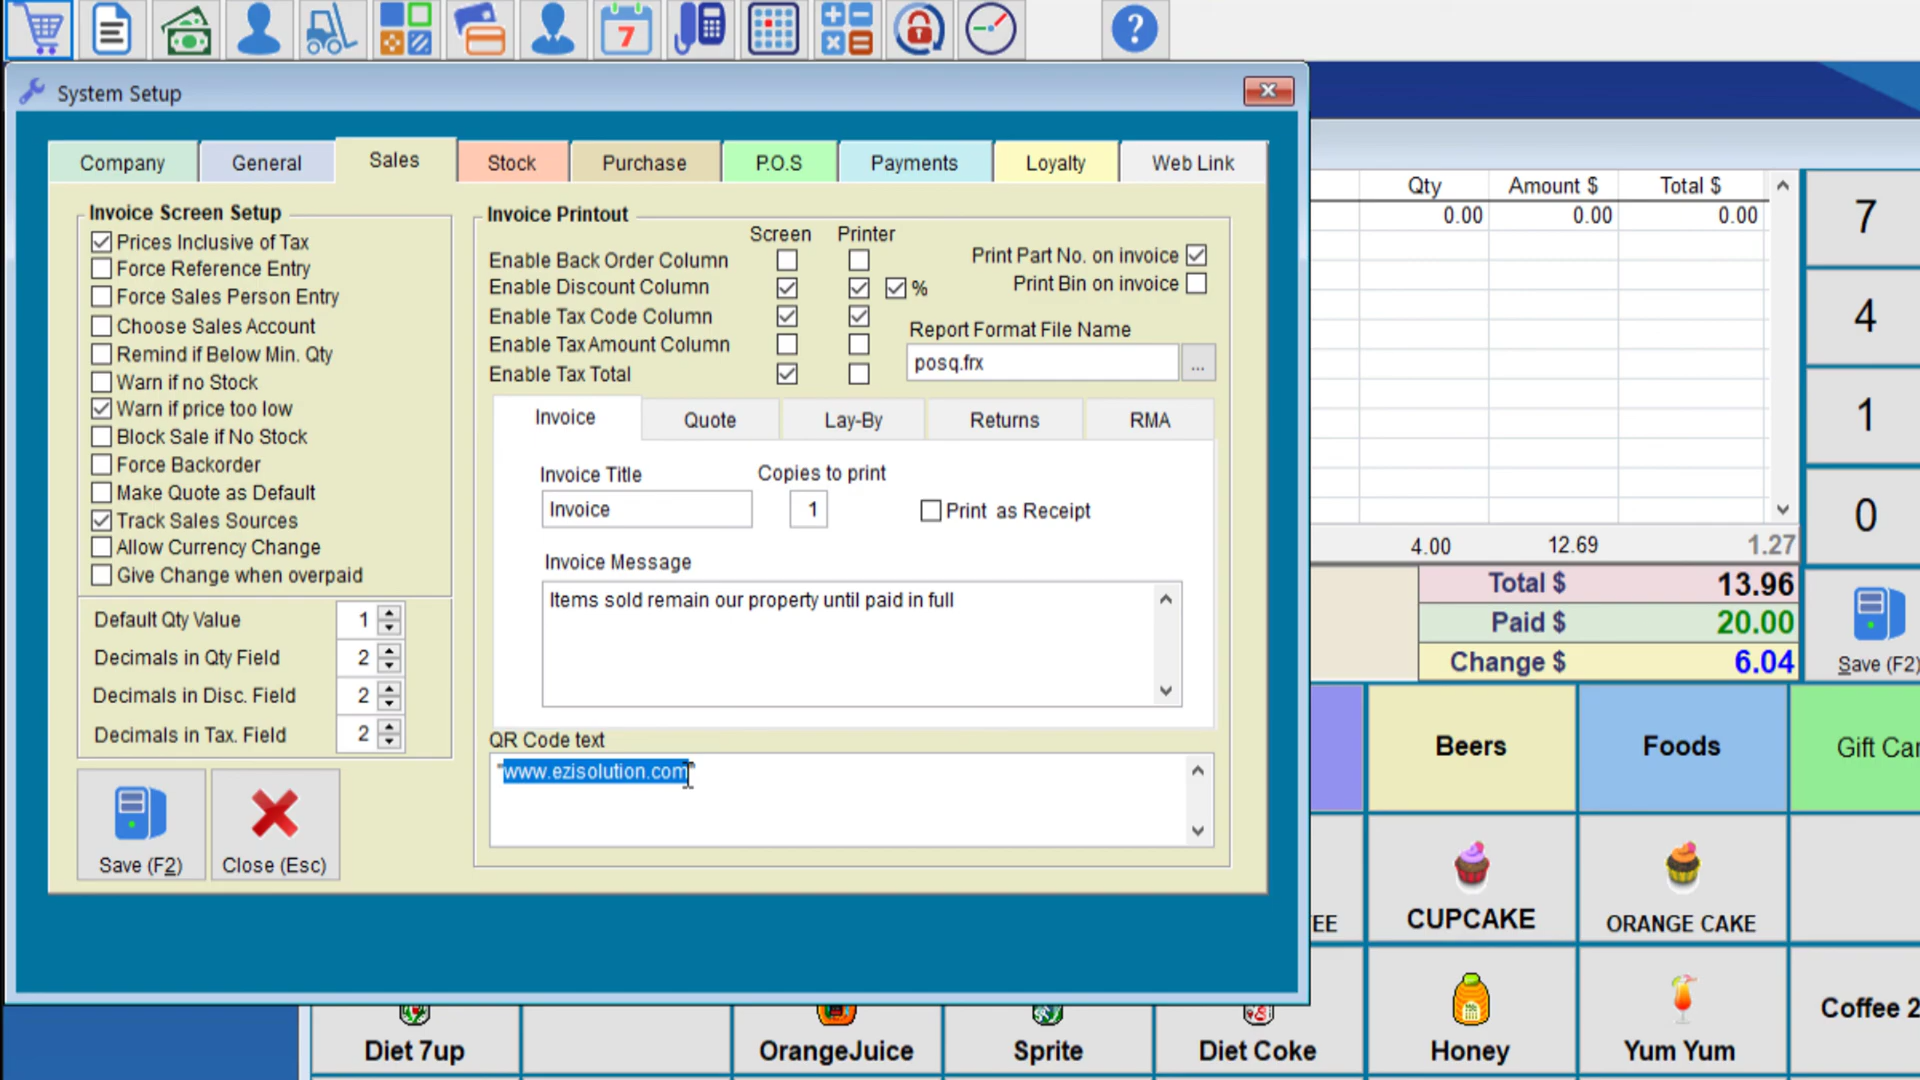 7
?
System Setup
Company
General
Sales
Stock
Purchase
P.O.S
Payments
Loyalty
Web Link
Invoice Screen Setup
Prices Inclusive of Tax
Force Reference Entry
Force Sales Person Entry
Choose Sales Account
Remind if Below Min. Qty
Warn if no Stock
Warn if price too low
Block Sale if No Stock
Force Backorder
Make Quote as Default
Track Sales Sources
Allow Currency Change
Give Change when overpaid
Default Qty Value 1
Decimals in Qty Field 2
Decimals in Disc. Field 2
Decimals in Tax. Field 2
Save (F2)
Close (Esc)
Invoice Printout
Screen Printer
Enable Back Order Column
Enable Discount Column %
Enable Tax Code Column
Enable Tax Amount Column
Enable Tax Total
Print Part No. on invoice
Print Bin on invoice
Report Format File Name
posq.frx
...
Invoice
Quote
Lay-By
Returns
RMA
Invoice Title
Copies to print
Invoice
1
Print as Receipt
Invoice Message
Items sold remain our property until paid in full
QR Code text
"www.ezisolution.com"
Qty Amount $ Total $
0.00 0.00 0.00
4.00 12.69 1.27
Total $ 13.96
Paid $ 20.00
Change $ 6.04
7
4
1
0
Save (F2)
Beers
Foods
Gift Car
EE
CUPCAKE
ORANGE CAKE
Diet 7up
OrangeJuice
Sprite
Diet Coke
Honey
Yum Yum
Coffee 2